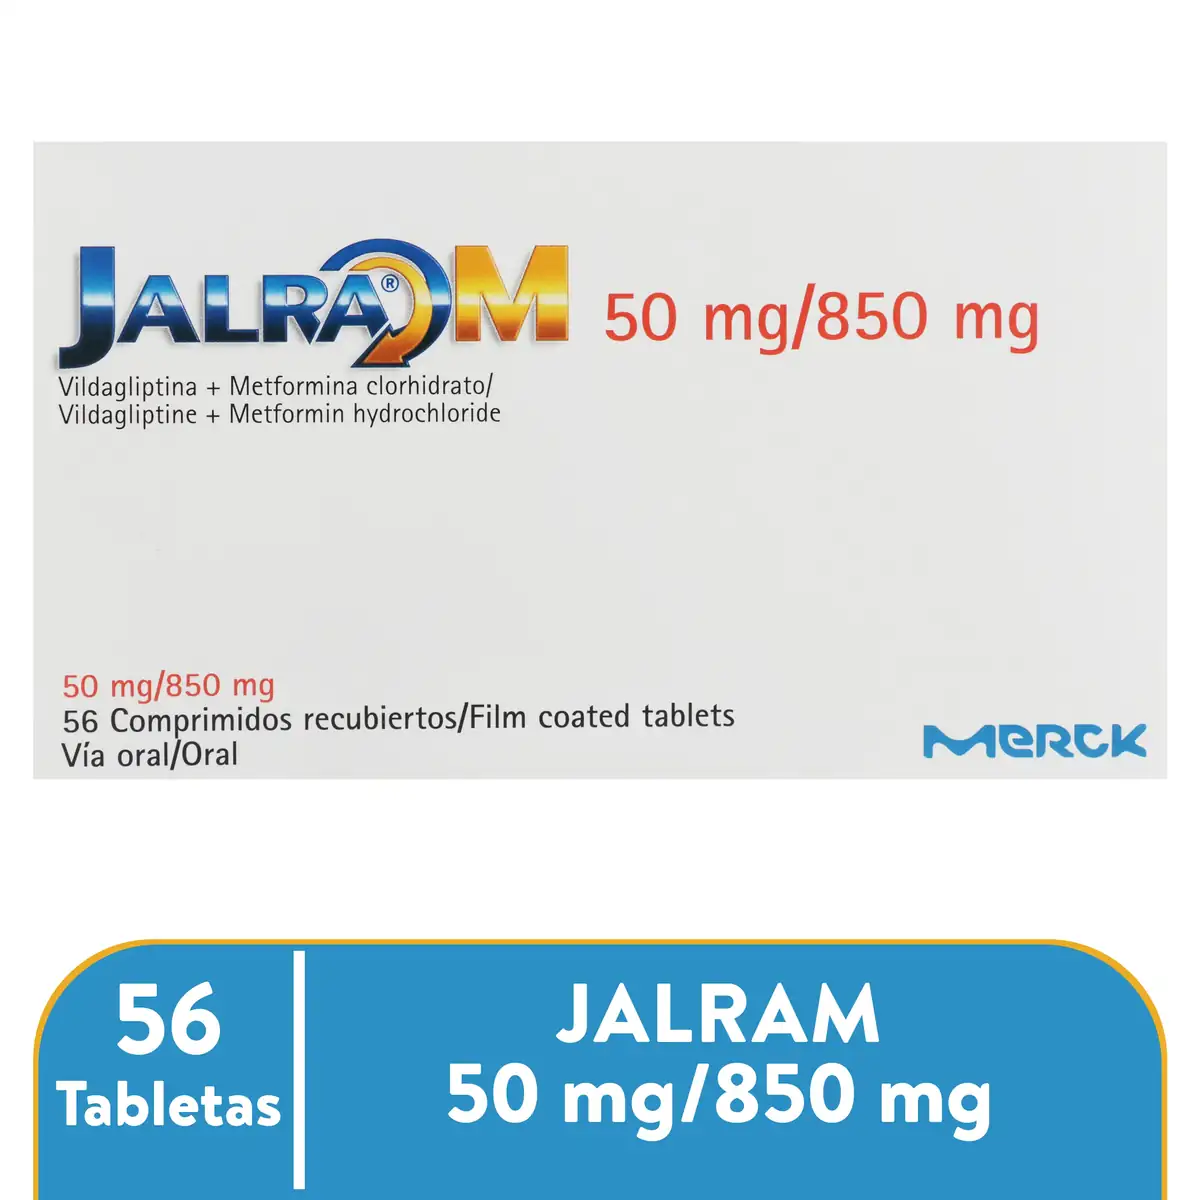 JALRA®M 50 mg/850 mg
Vildagliptina + Metformina clorhidrato/
Vildagliptine + Metformin hydrochloride
50 mg/850 mg
56 Comprimidos recubiertos/Film coated tablets
Vía oral/Oral
MERCK
56
Tabletas
JALRAM
50 mg/850 mg